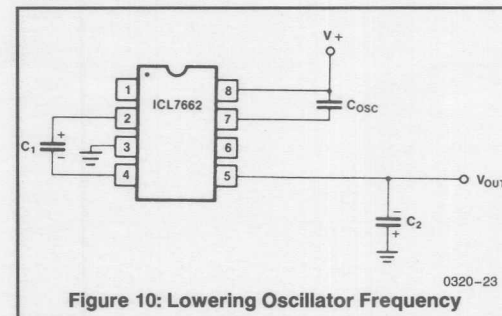 V+
1
2
3
4
ICL7662
8
7
6
5
COSC
C1
+
−
VOUT
−
C2
+
0320–23
Figure 10: Lowering Oscillator Frequency